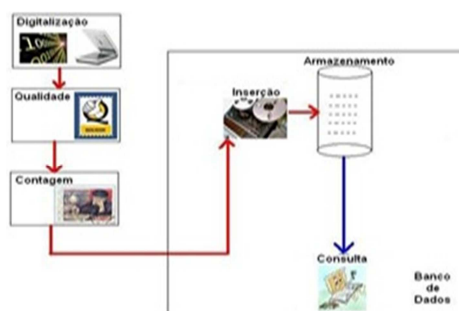 Digitalização
Qualidade
Contagem
Inserção
Armazenamento
Consulta
Banco
de
Dados